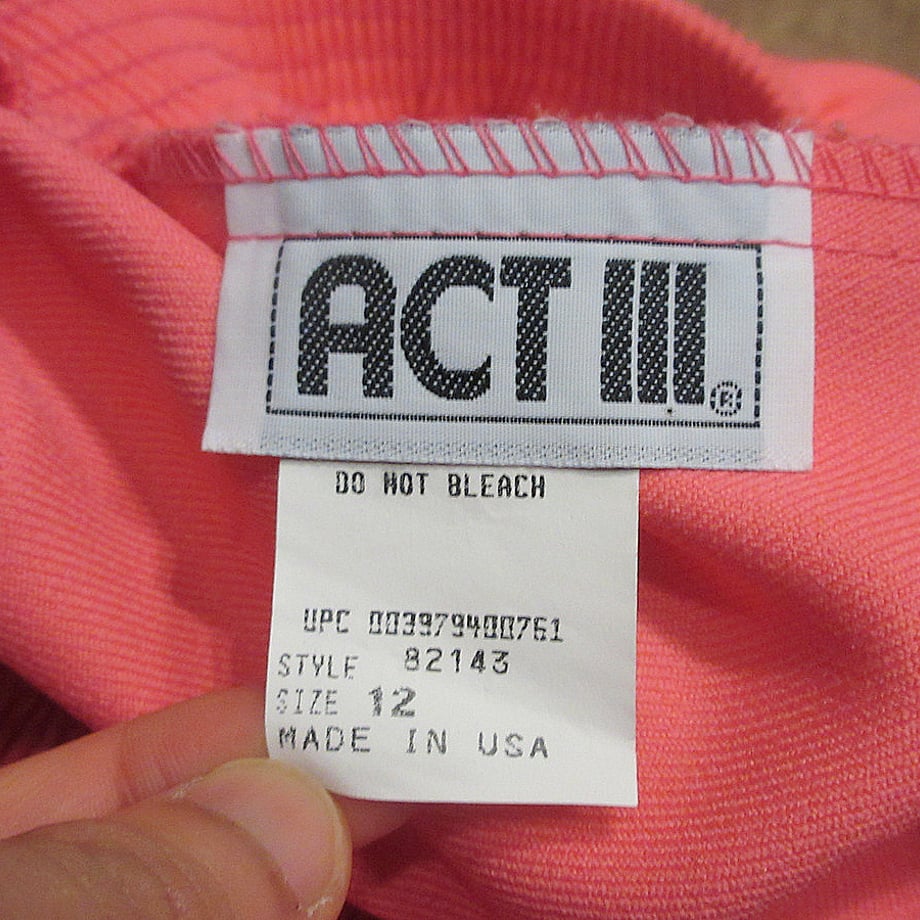 ACT III®
DO NOT BLEACH
UPC 003979400761
STYLE 82143
SIZE 12
MADE IN USA